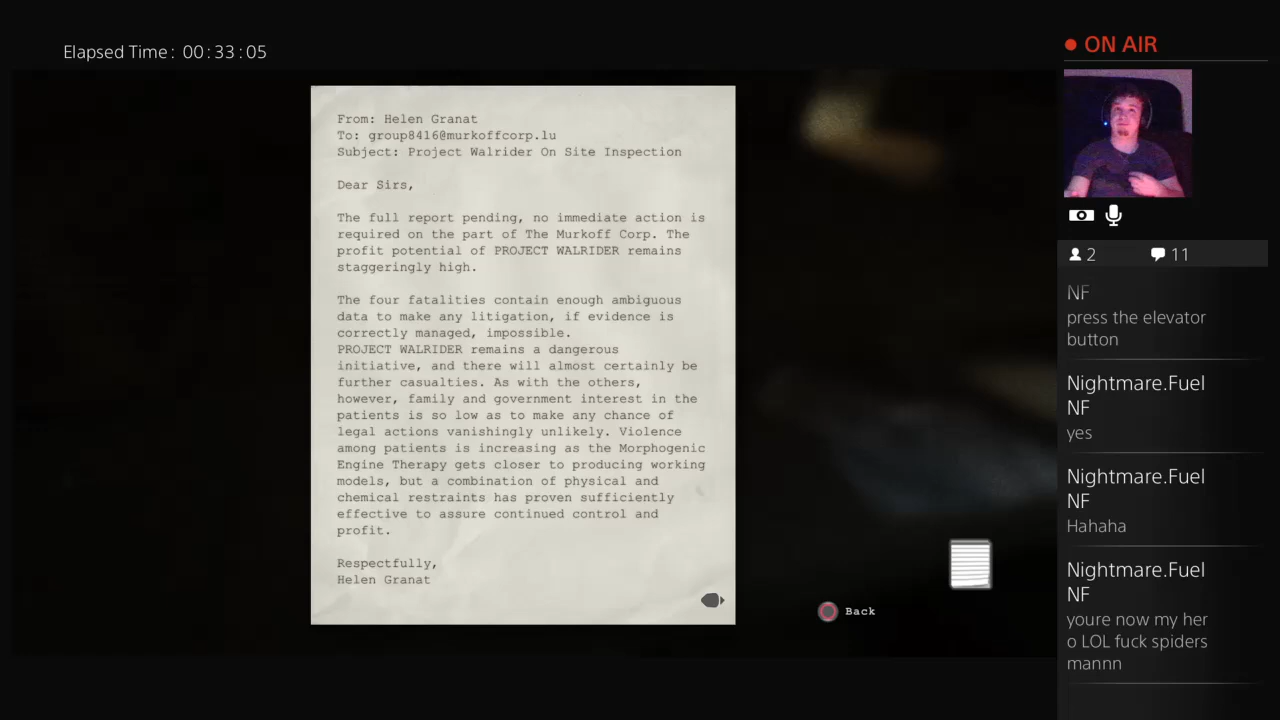 Elapsed Time: 00:33:05
ON AIR
From: Helen Granat
To: group8416@murkoffcorp.lu
Subject: Project Walrider On Site Inspection
Dear Sirs,
The full report pending, no immediate action is
required on the part of The Murkoff Corp. The
profit potential of PROJECT WALRIDER remains
staggeringly high.
The four fatalities contain enough ambiguous
data to make any litigation, if evidence is
correctly managed, impossible.
PROJECT WALRIDER remains a dangerous
initiative, and there will almost certainly be
further casualties. As with the others,
however, family and government interest in the
patients is so low as to make any chance of
legal actions vanishingly unlikely. Violence
among patients is increasing as the Morphogenic
Engine Therapy gets closer to producing working
models, but a combination of physical and
chemical restraints has proven sufficiently
effective to assure continued control and
profit.
Respectfully,
Helen Granat
Back
2 11
NF
press the elevator
button
Nightmare.Fuel
NF
yes
Nightmare.Fuel
NF
Hahaha
Nightmare.Fuel
NF
youre now my her
o LOL fuck spiders
mannn